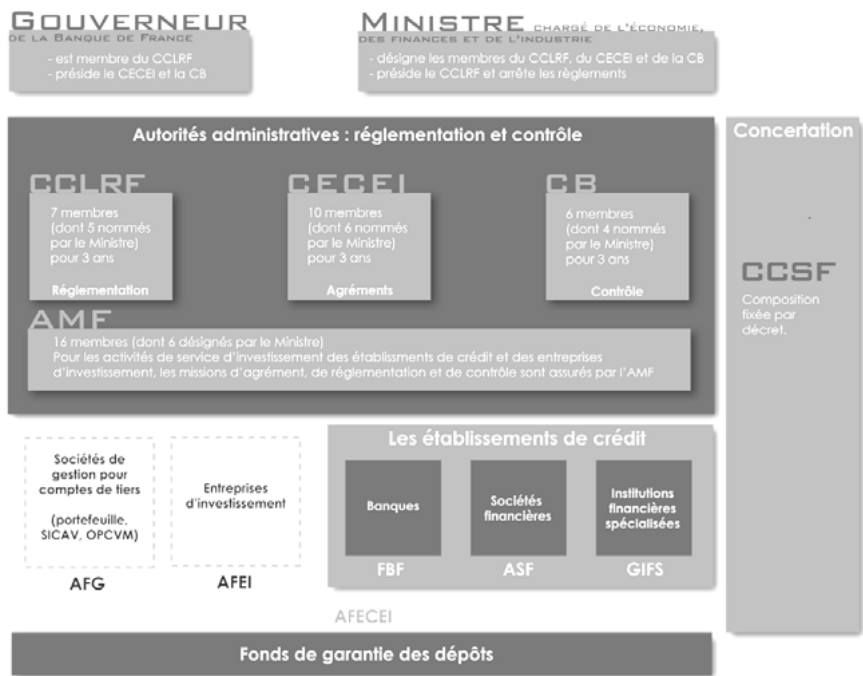 GOUVERNEUR
DE LA BANQUE DE FRANCE
- est membre du CCLRF
- préside le CECEI et la CB
MINISTRE CHARGÉ DE L'ÉCONOMIE,
DES FINANCES ET DE L'INDUSTRIE
- désigne les membres du CCLRF, du CECEI et de la CB
- préside le CCLRF et arrête les règlements
Autorités administratives : réglementation et contrôle
CCLRF
7 membres
(dont 5 nommés
par le Ministre)
pour 3 ans
Réglementation
CECEI
10 membres
(dont 6 nommés
par le Ministre)
pour 3 ans
Agréments
CB
6 membres
(dont 4 nommés
par le Ministre)
pour 3 ans
Contrôle
AMF
16 membres (dont 6 désignés par le Ministre)
Pour les activités de service d'investissement des établissments de crédit et des entreprises
d'investissement, les missions d'agrément, de réglementation et de contrôle sont assurés par l'AMF
Concertation
CCSF
Composition
fixée par
décret.
Sociétés de
gestion pour
comptes de tiers
(portefeuille,
SICAV, OPCVM)
AFG
Entreprises
d'investissement
AFEI
Les établissements de crédit
Banques
FBF
Sociétés
financières
ASF
Institutions
financières
spécialisées
GIFS
AFECEI
Fonds de garantie des dépôts